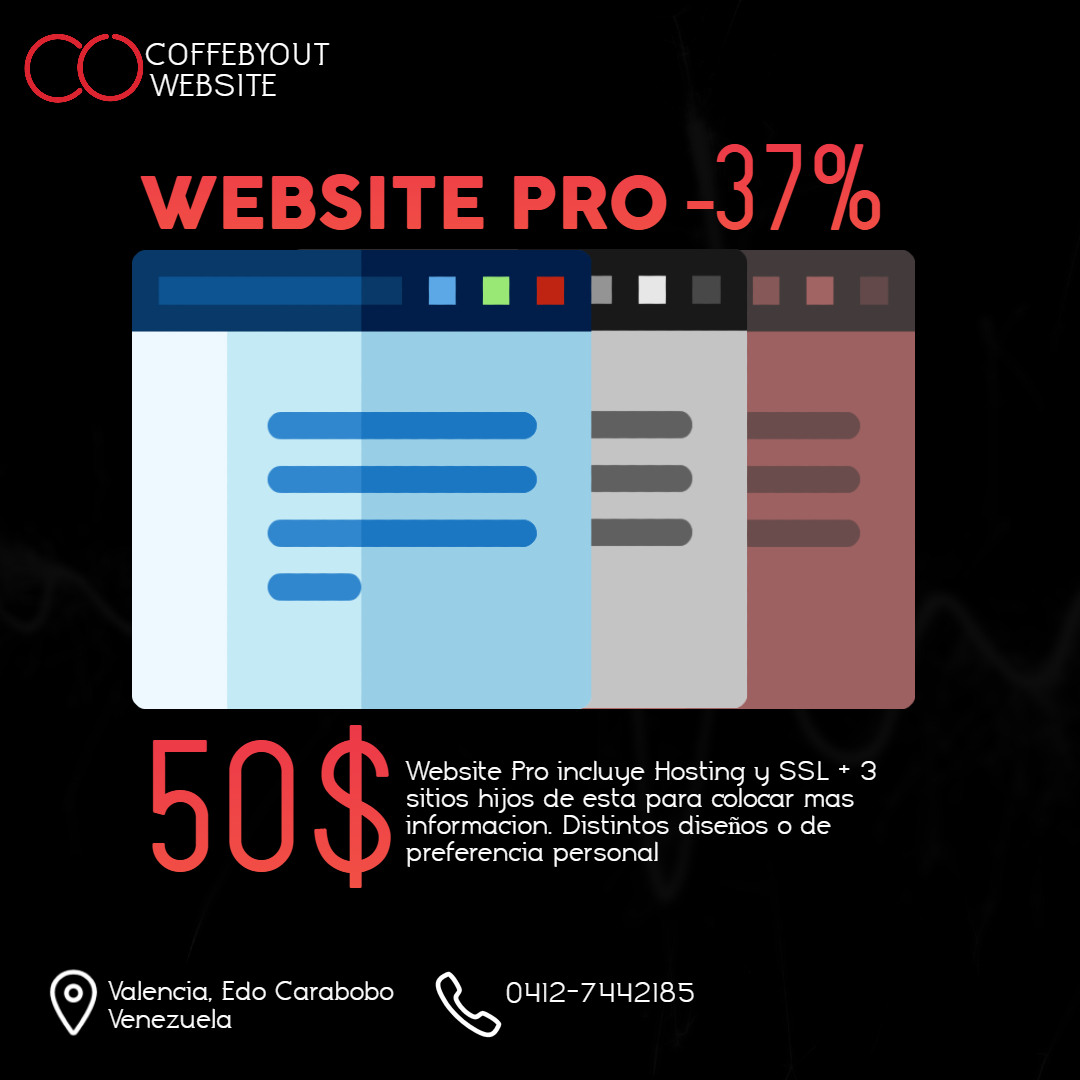 COFFEBYOUT
WEBSITE
WEBSITE PRO -37%
50$
Website Pro incluye Hosting y SSL + 3
sitios hijos de esta para colocar mas
informacion. Distintos diseños o de
preferencia personal
Valencia, Edo Carabobo
Venezuela
0412-7442185